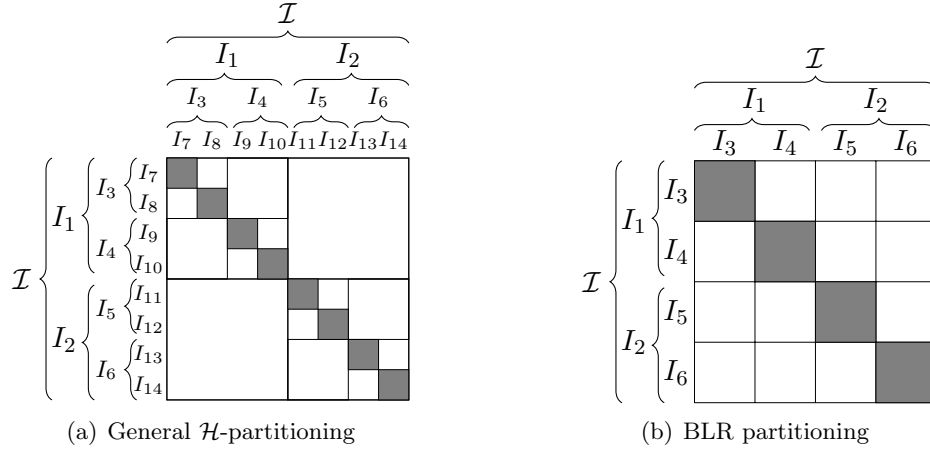 𝓘
I₁ I₂
I₃ I₄ I₅ I₆
I₇ I₈ I₉ I₁₀ I₁₁ I₁₂ I₁₃ I₁₄
𝓘
I₁
I₂
I₃
I₄
I₅
I₆
I₇
I₈
I₉
I₁₀
I₁₁
I₁₂
I₁₃
I₁₄
(a) General 𝓗-partitioning
𝓘
I₁ I₂
I₃ I₄ I₅ I₆
𝓘
I₁
I₂
I₃
I₄
I₅
I₆
(b) BLR partitioning